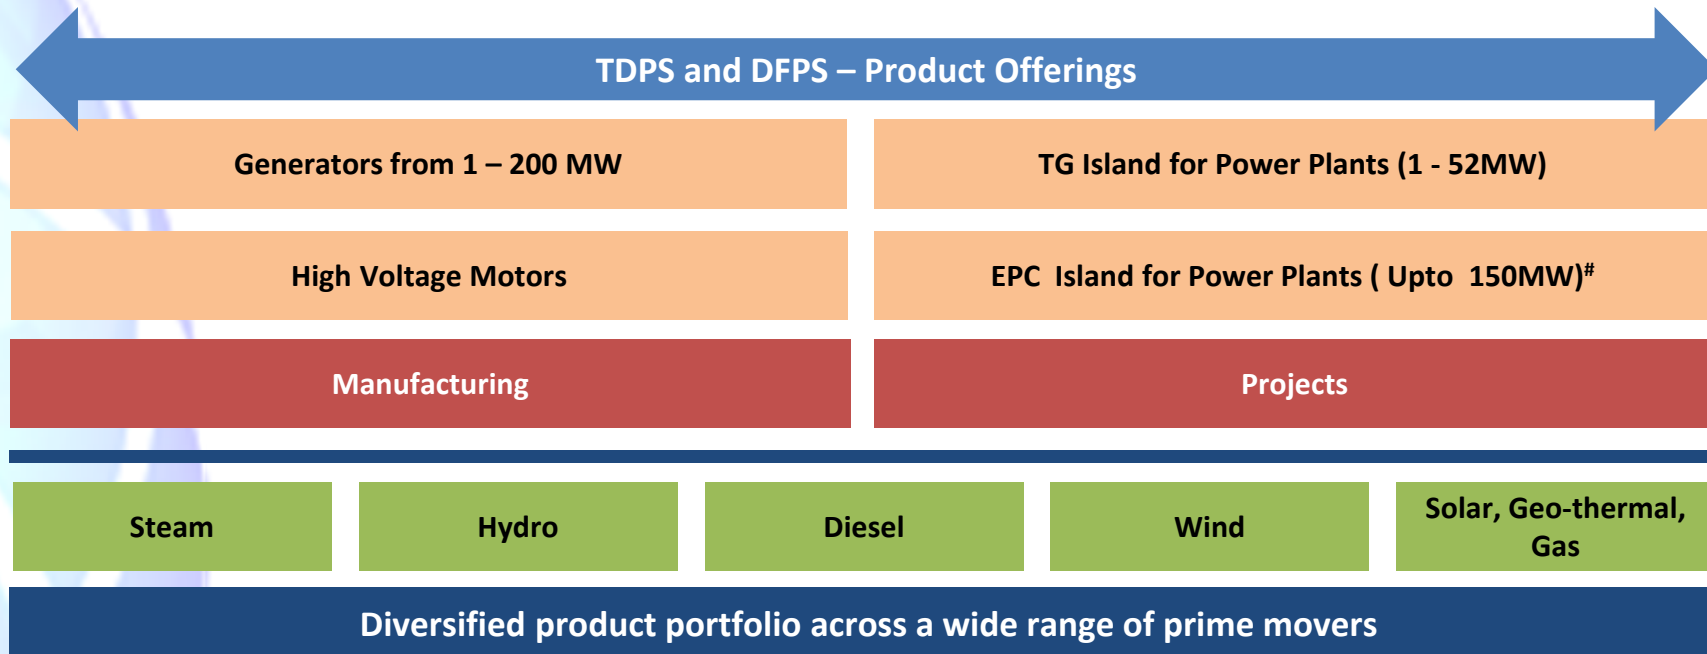 TDPS and DFPS – Product Offerings
Generators from 1 – 200 MW
TG Island for Power Plants (1 - 52MW)
High Voltage Motors
EPC  Island for Power Plants ( Upto  150MW)#
Manufacturing
Projects
Steam
Hydro
Diesel
Wind
Solar, Geo-thermal,
Gas
Diversified product portfolio across a wide range of prime movers